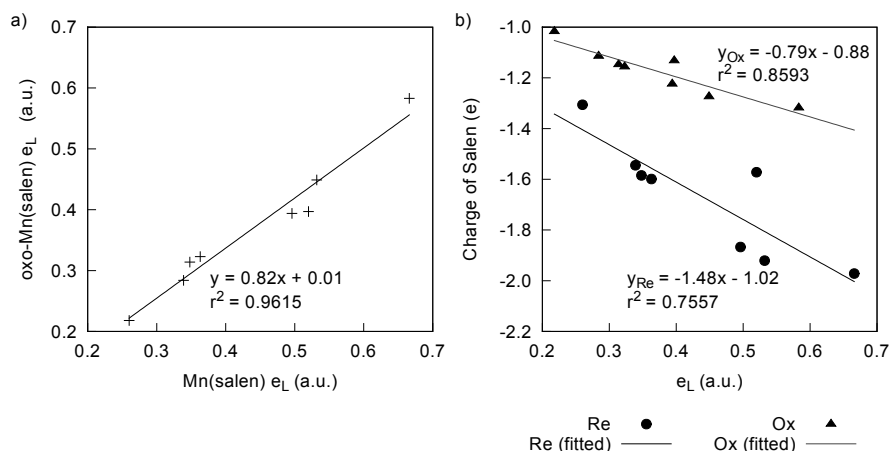 a)
0.7
0.6
0.5
0.4
0.3
0.2
oxo-Mn(salen) eL (a.u.)
y = 0.82x + 0.01
r2 = 0.9615
0.2 0.3 0.4 0.5 0.6 0.7
Mn(salen) eL (a.u.)
b)
-1.0
-1.2
-1.4
-1.6
-1.8
-2.0
-2.2
Charge of Salen (e)
yOx = -0.79x - 0.88
r2 = 0.8593
yRe = -1.48x - 1.02
r2 = 0.7557
0.2 0.3 0.4 0.5 0.6 0.7
eL (a.u.)
Re Ox
Re (fitted) Ox (fitted)